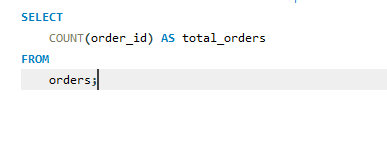 SELECT
    COUNT(order_id) AS total_orders
FROM
    orders;